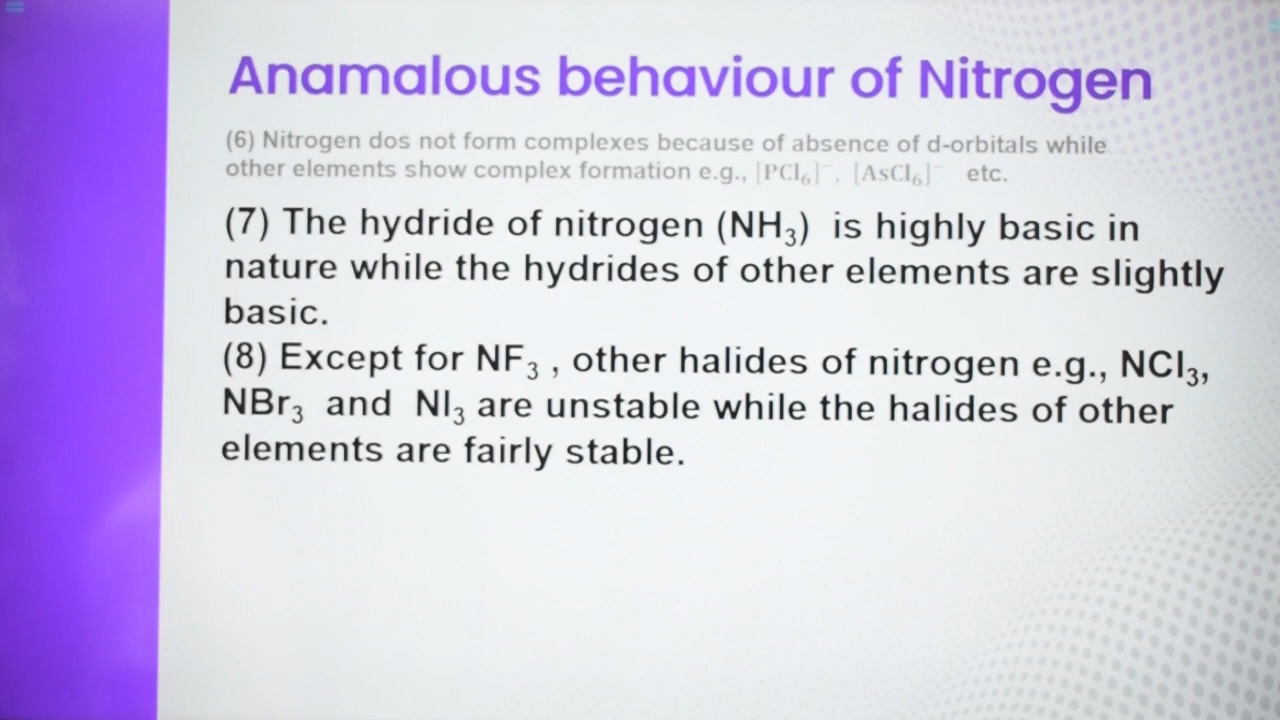 Anamalous behaviour of Nitrogen
(6) Nitrogen dos not form complexes because of absence of d-orbitals while
other elements show complex formation e.g., [PCl₆]⁻, [AsCl₆]⁻ etc.
(7) The hydride of nitrogen (NH₃) is highly basic in
nature while the hydrides of other elements are slightly
basic.
(8) Except for NF₃ , other halides of nitrogen e.g., NCl₃,
NBr₃ and NI₃ are unstable while the halides of other
elements are fairly stable.